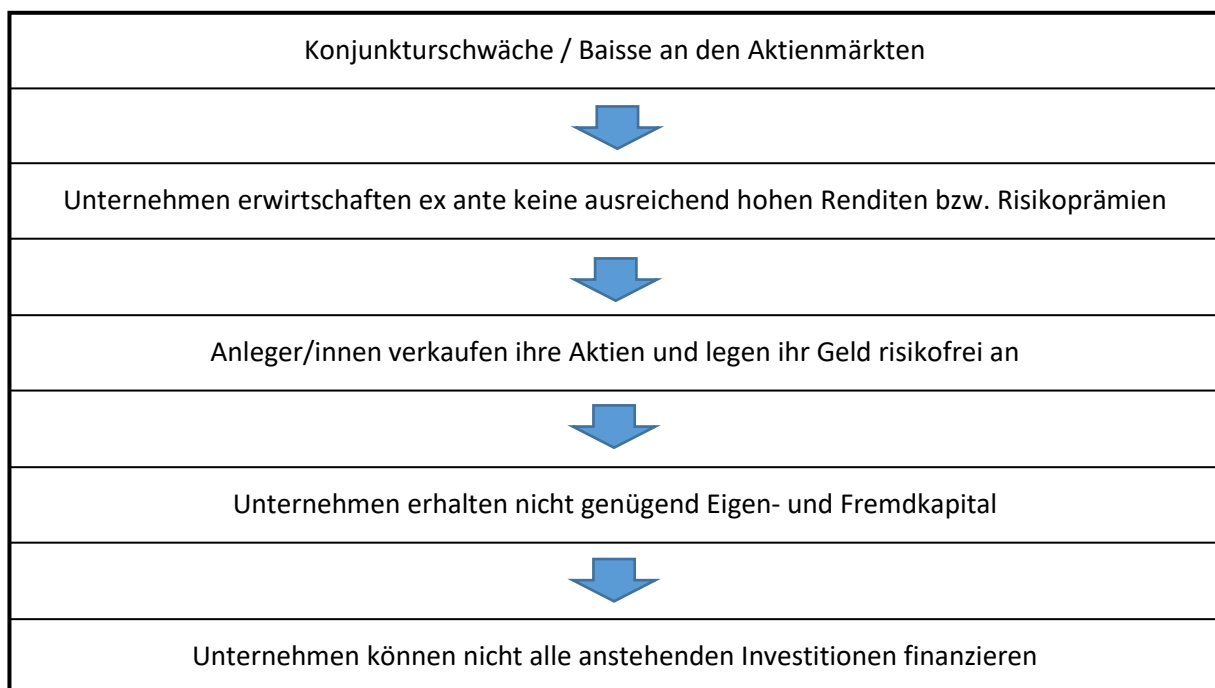 Konjunkturschwäche / Baisse an den Aktienmärkten
Unternehmen erwirtschaften ex ante keine ausreichend hohen Renditen bzw. Risikoprämien
Anleger/innen verkaufen ihre Aktien und legen ihr Geld risikofrei an
Unternehmen erhalten nicht genügend Eigen- und Fremdkapital
Unternehmen können nicht alle anstehenden Investitionen finanzieren